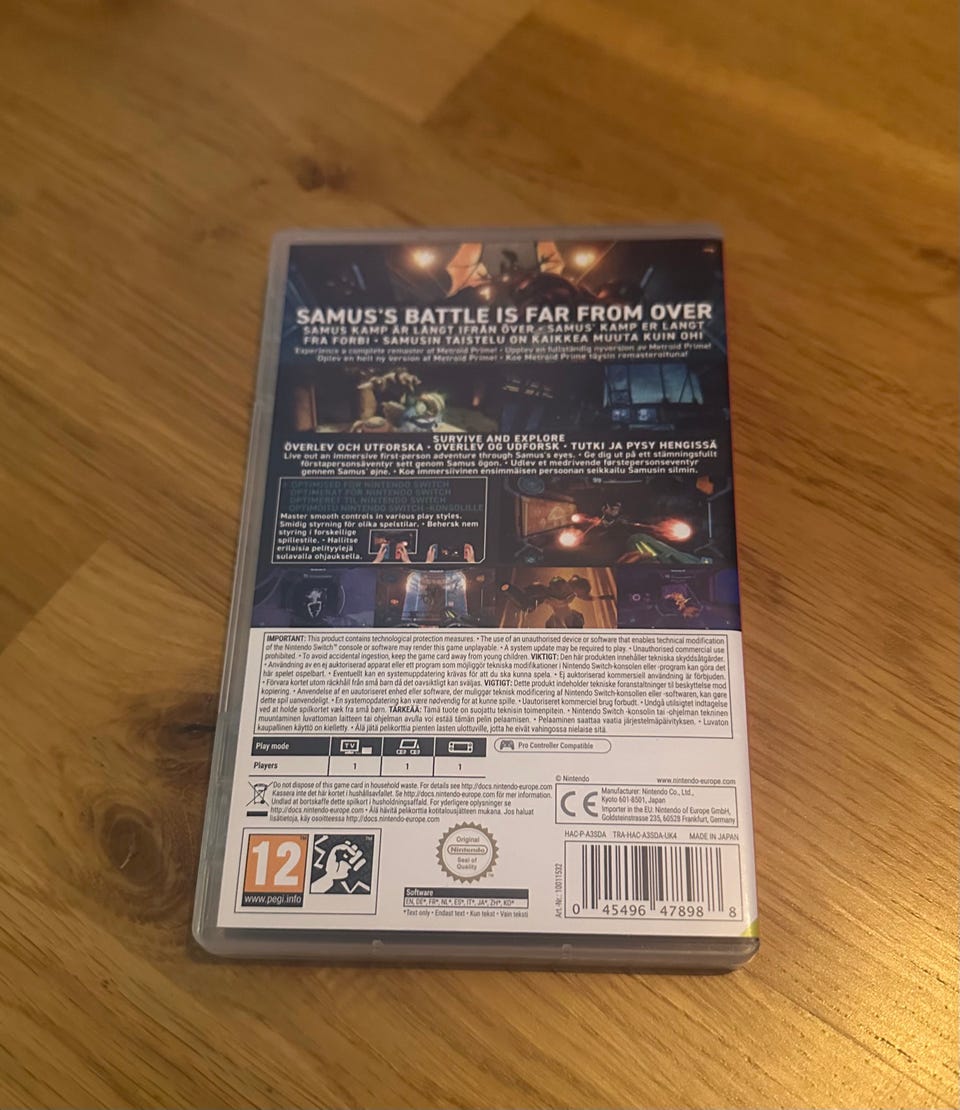 SAMUS'S BATTLE IS FAR FROM OVER
SAMUS KAMP ÄR LÅNGT IFRÅN ÖVER • SAMUS' KAMP ER LANGT
FRA FORBI • SAMUSIN TAISTELU ON KAIKKEA MUUTA KUIN OHI
Experience a complete remaster of Metroid Prime! • Upplev en fullständig nyversion av Metroid Prime!
Oplev en helt ny version af Metroid Prime! • Koe Metroid Prime täysin remasteroituna!
SURVIVE AND EXPLORE
ÖVERLEV OCH UTFORSKA • OVERLEV OG UDFORSK • TUTKI JA PYSY HENGISSÄ
Live out an immersive first-person adventure through Samus's eyes. • Ge dig ut på ett stämningsfullt
förstapersonsäventyr sett genom Samus ögon. • Udlev et medrivende førstepersonseventyr
gennem Samus' øjne. • Koe immersiivinen ensimmäisen persoonan seikkailu Samusin silmin.
OPTIMISED FOR NINTENDO SWITCH
OPTIMERAT FÖR NINTENDO SWITCH
OPTIMERET TIL NINTENDO SWITCH
OPTIMOITU NINTENDO SWITCH -KONSOLILLE
Master smooth controls in various play styles.
Smidig styrning för olika spelstilar. • Behersk nem
styring i forskellige
spillestile. • Hallitse
erilaisia pelityylejä
sulavalla ohjauksella.
IMPORTANT: This product contains technological protection measures. • The use of an unauthorised device or software that enables technical modification
of the Nintendo Switch™ console or software may render this game unplayable. • A system update may be required to play. • Unauthorised commercial use
prohibited. • To avoid accidental ingestion, keep the game card away from young children. VIKTIGT: Den här produkten innehåller tekniska skyddsåtgärder.
• Användning av en ej auktoriserad apparat eller ett program som möjliggör tekniska modifikationer i Nintendo Switch-konsolen eller -program kan göra det
här spelet ospelbart. • Eventuellt kan en systemuppdatering krävas för att du ska kunna spela. • Ej auktoriserad kommersiell användning är förbjuden.
• Förvara kortet utom räckhåll från små barn då det oavsiktligt kan sväljas. VIGTIGT: Dette produkt indeholder tekniske foranstaltninger til beskyttelse mod
kopiering. • Anvendelse af en uautoriseret enhed eller software, der muliggør teknisk modificering af Nintendo Switch-konsollen eller -softwaren, kan gøre
dette spil uanvendeligt. • En systemopdatering kan være nødvendig for at kunne spille. • Uautoriseret kommerciel brug forbudt. • Undgå utilsigtet indtagelse
ved at holde spilkortet væk fra små børn. TÄRKEÄÄ: Tämä tuote on suojattu teknisin toimenpitein. • Nintendo Switch -konsolin tai -ohjelman tekninen
muuntaminen luvattoman laitteen tai ohjelman avulla voi estää tämän pelin pelaamisen. • Pelaaminen saattaa vaatia järjestelmäpäivityksen. • Luvaton
kaupallinen käyttö on kielletty. • Älä jätä pelikorttia pienten lasten ulottuville, jotta he eivät vahingossa nielaise sitä.
Play mode TV
Pro Controller Compatible
Players 1 1 1
Do not dispose of this game card in household waste. For details see http://docs.nintendo-europe.com
Kassera inte det här kortet i hushållsavfallet. Se http://docs.nintendo-europe.com för mer information.
Undlad at bortskaffe dette spilkort i husholdningsaffald. For yderligere oplysninger se
http://docs.nintendo-europe.com • Älä hävitä pelikorttia kotitalousjätteen mukana. Jos haluat
lisätietoja, käy osoitteessa http://docs.nintendo-europe.com
© Nintendo www.nintendo-europe.com
CE
Manufacturer: Nintendo Co., Ltd.,
Kyoto 601-8501, Japan
Importer in the EU: Nintendo of Europe GmbH,
Goldsteinstrasse 235, 60528 Frankfurt, Germany
HAC-P-A3SDA TRA-HAC-A3SDA-UK4 MADE IN JAPAN
12
www.pegi.info
Original
Nintendo
Seal of
Quality
Software
EN, DE*, FR*, NL*, ES*, IT*, JA*, ZH*, KO*
*Text only • Endast text • Kun tekst • Vain teksti
Art.-Nr.: 10011532
0 45496 47898 8